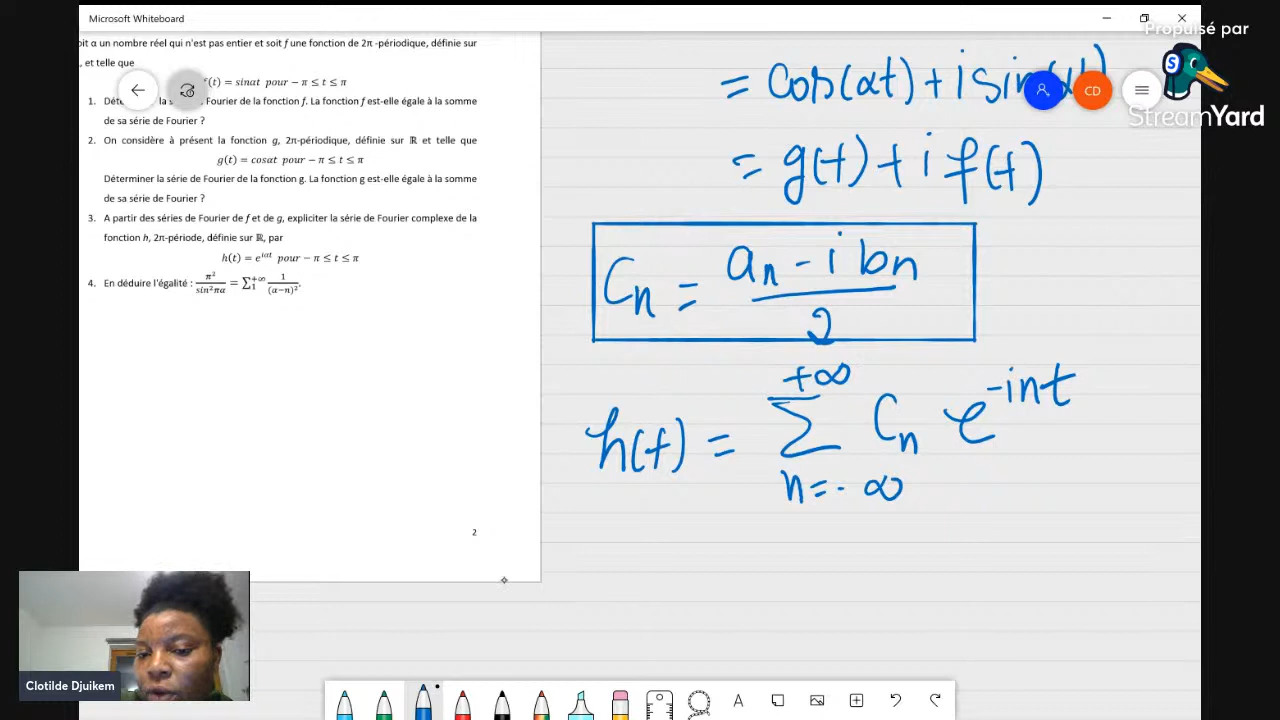 Microsoft Whiteboard
Propulsé par
StreamYard
CD
oit α un nombre réel qui n'est pas entier et soit f une fonction de 2π -périodique, définie sur
, et telle que
(t) = sinαt pour − π ≤ t ≤ π
1. Fourier de la fonction f. La fonction f est-elle égale à la somme
de sa série de Fourier ?
2. On considère à présent la fonction g, 2π-périodique, définie sur ℝ et telle que
g(t) = cosαt pour − π ≤ t ≤ π
Déterminer la série de Fourier de la fonction g. La fonction g est-elle égale à la somme
de sa série de Fourier ?
3. A partir des séries de Fourier de f et de g, expliciter la série de Fourier complexe de la
fonction h, 2π-période, définie sur ℝ, par
h(t) = e^{iαt} pour − π ≤ t ≤ π
4. En déduire l'égalité : π²/sin²πα = ∑₁^{+∞} 1/(α−n)².
2
= cos(αt) + i sin(αt)
= g(t) + i f(t)
Cn = (an - i bn)/2
h(t) = ∑_{n=-∞}^{+∞} Cn e^{-int}
Clotilde Djuikem